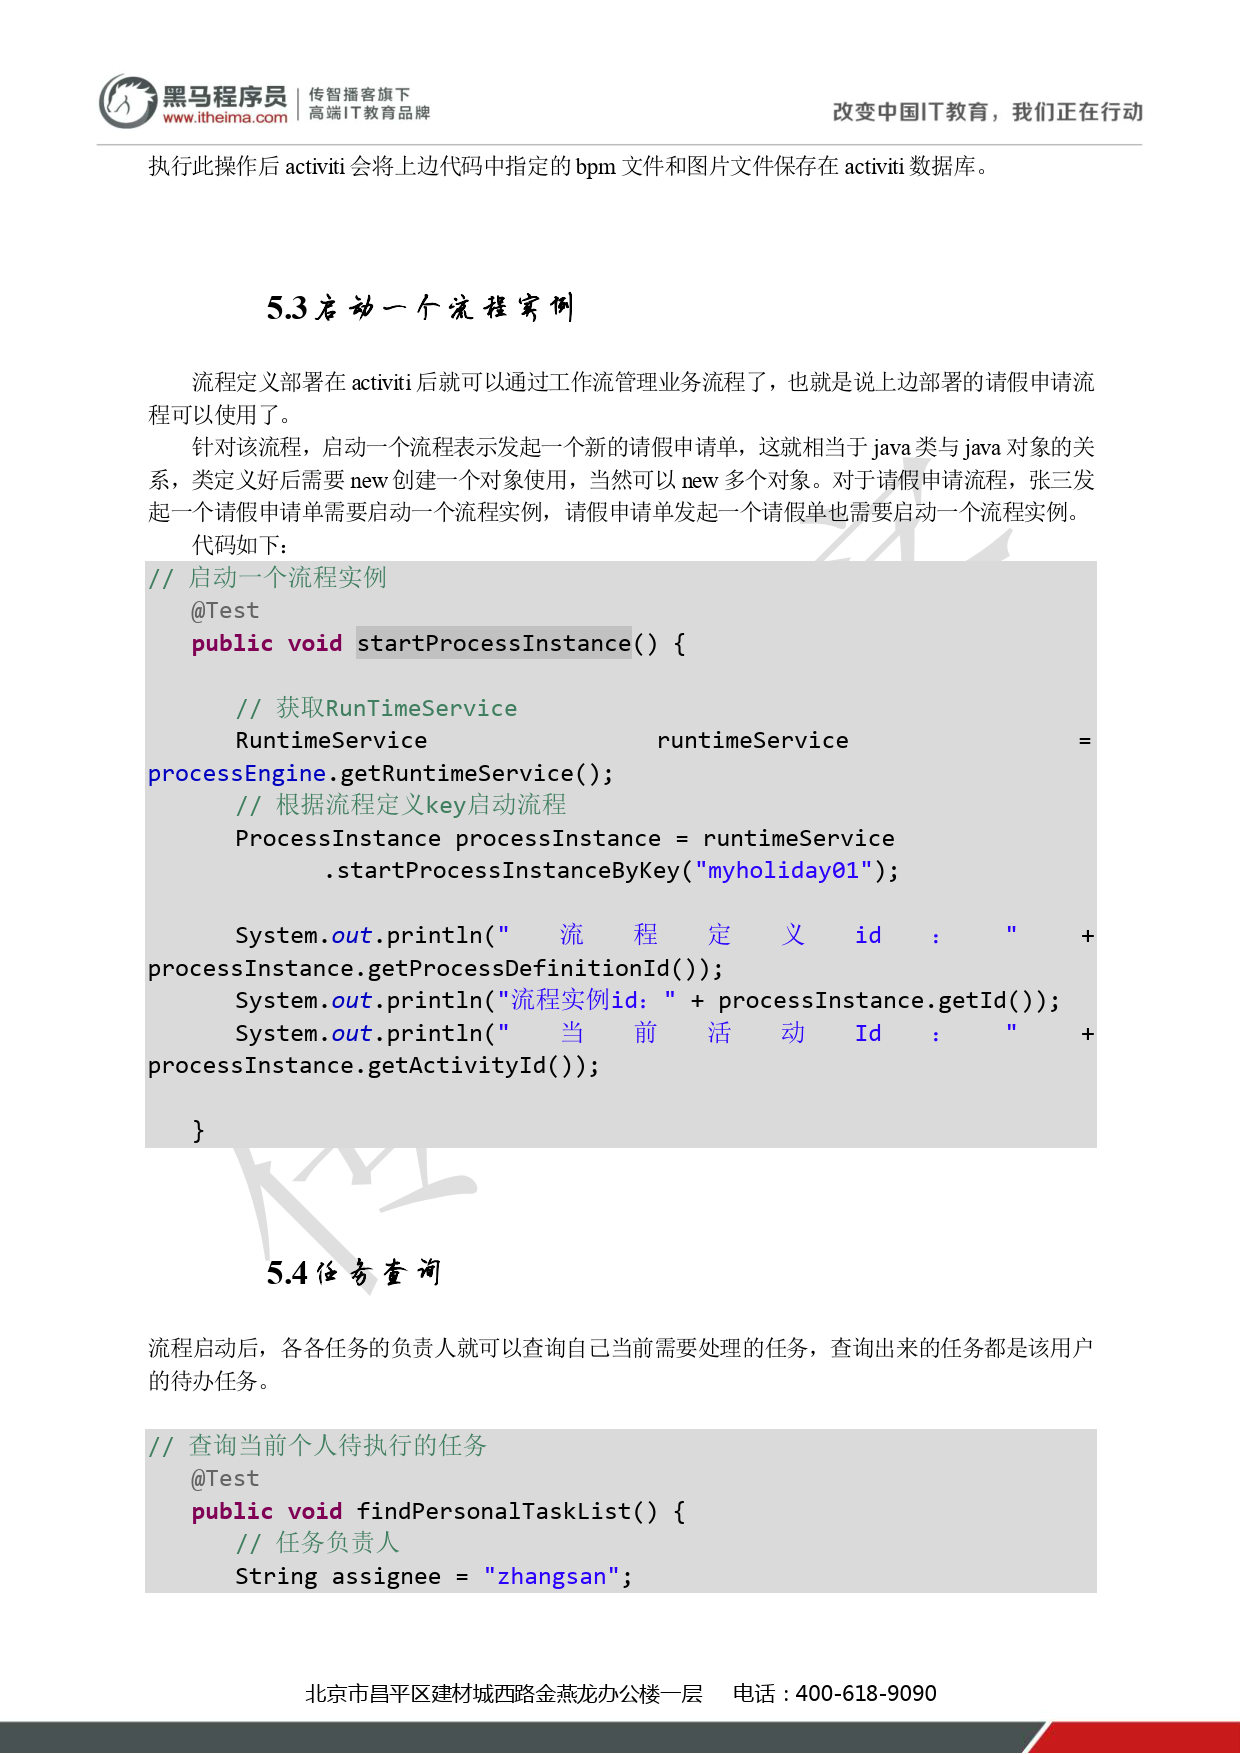 黑马程序员
www.itheima.com
传智播客旗下
高端IT教育品牌
改变中国IT教育，我们正在行动
执行此操作后 activiti 会将上边代码中指定的 bpm 文件和图片文件保存在 activiti 数据库。
5.3 启动一个流程实例
流程定义部署在 activiti 后就可以通过工作流管理业务流程了，也就是说上边部署的请假申请流
程可以使用了。
针对该流程，启动一个流程表示发起一个新的请假申请单，这就相当于 java 类与 java 对象的关
系，类定义好后需要 new 创建一个对象使用，当然可以 new 多个对象。对于请假申请流程，张三发
起一个请假申请单需要启动一个流程实例，请假申请单发起一个请假单也需要启动一个流程实例。
代码如下：
// 启动一个流程实例
@Test
public void startProcessInstance() {
// 获取RunTimeService
RuntimeService runtimeService =
processEngine.getRuntimeService();
// 根据流程定义key启动流程
ProcessInstance processInstance = runtimeService
.startProcessInstanceByKey("myholiday01");
System.out.println(" 流 程 定 义 id ： " +
processInstance.getProcessDefinitionId());
System.out.println("流程实例id：" + processInstance.getId());
System.out.println(" 当 前 活 动 Id ： " +
processInstance.getActivityId());
}
5.4 任务查询
流程启动后，各各任务的负责人就可以查询自己当前需要处理的任务，查询出来的任务都是该用户
的待办任务。
// 查询当前个人待执行的任务
@Test
public void findPersonalTaskList() {
// 任务负责人
String assignee = "zhangsan";
北京市昌平区建材城西路金燕龙办公楼一层 电话：400-618-9090